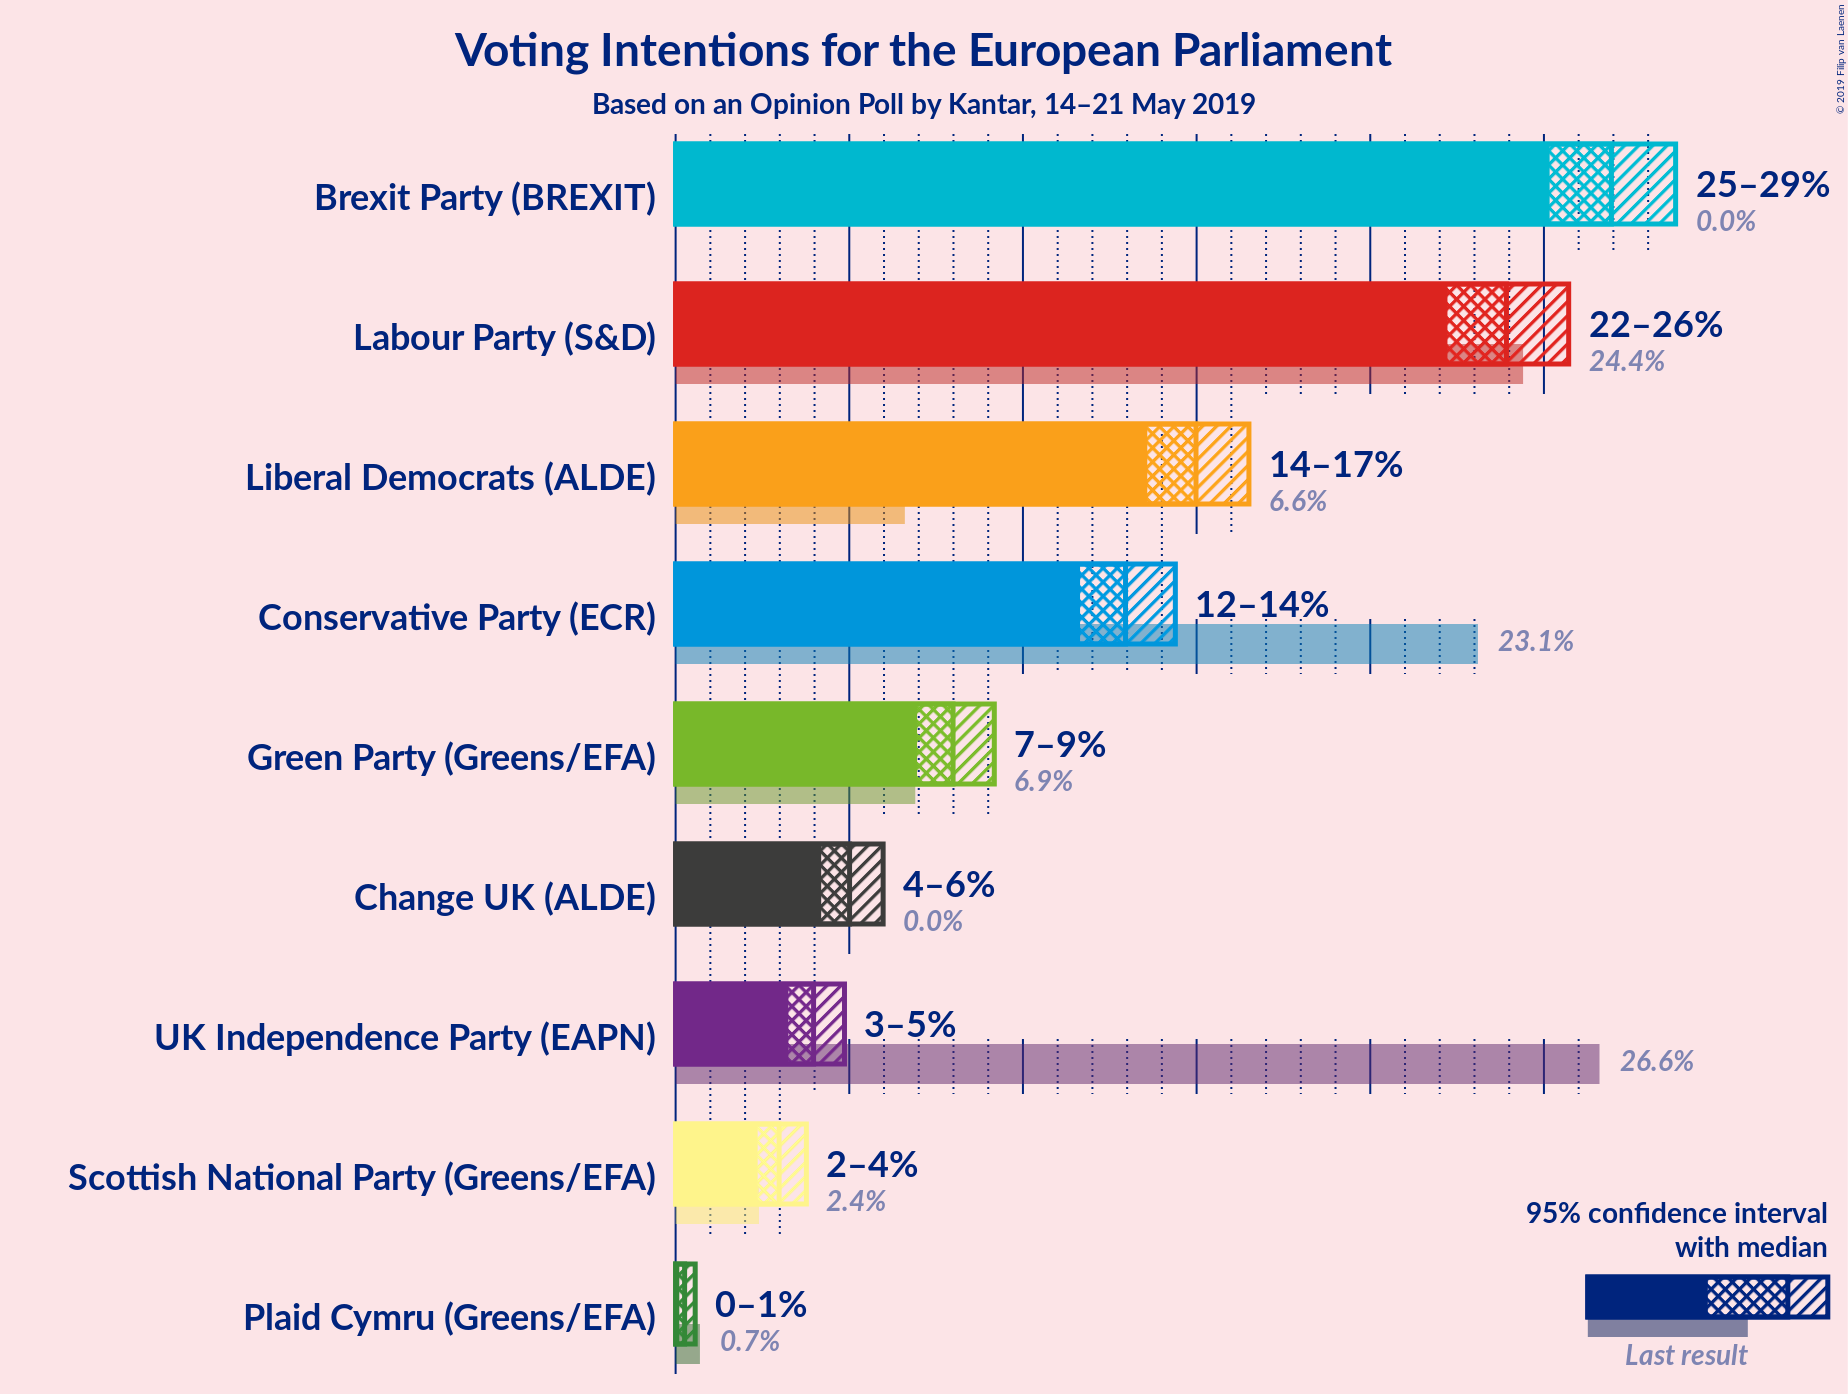 Voting Intentions for the European Parliament
Based on an Opinion Poll by Kantar, 14–21 May 2019
© 2019 Filip van Laenen
Brexit Party (BREXIT)
25–29%
0.0%
Labour Party (S&D)
22–26%
24.4%
Liberal Democrats (ALDE)
14–17%
6.6%
Conservative Party (ECR)
12–14%
23.1%
Green Party (Greens/EFA)
7–9%
6.9%
Change UK (ALDE)
4–6%
0.0%
UK Independence Party (EAPN)
3–5%
26.6%
Scottish National Party (Greens/EFA)
2–4%
2.4%
Plaid Cymru (Greens/EFA)
0–1%
0.7%
95% confidence interval
with median
Last result